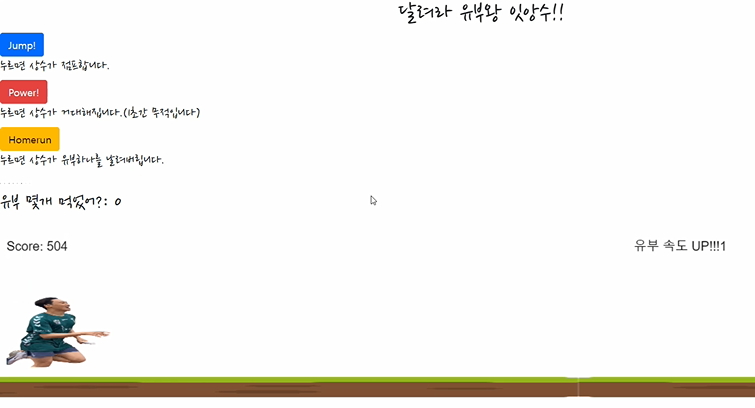 달려라 유부왕 잇앙수!!
Jump!
누르면 상수가 점프합니다.
Power!
누르면 상수가 거대해집니다.(1초간 무적입니다)
Homerun
누르면 상수가 유부하나를 날려버립니다.
......
유부 몇개 먹었어?: 0
Score: 504
유부 속도 UP!!!1